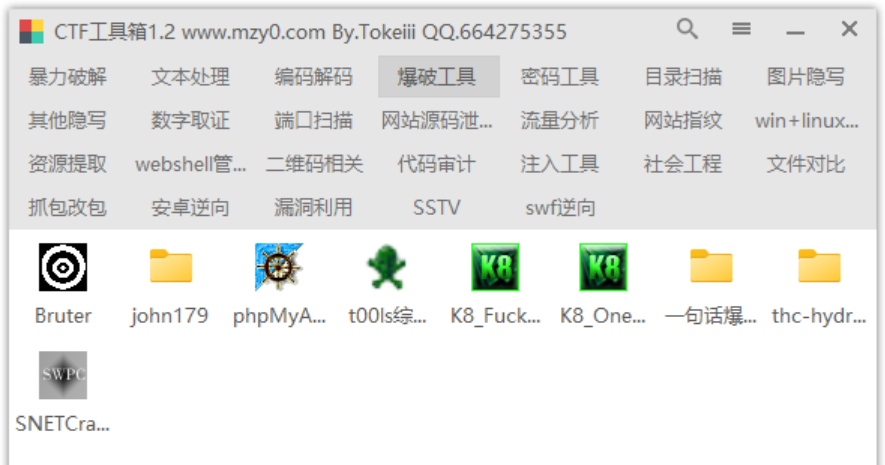 CTF工具箱1.2 www.mzy0.com By.Tokeiii QQ.664275355
暴力破解 文本处理 编码解码 爆破工具 密码工具 目录扫描 图片隐写
其他隐写 数字取证 端口扫描 网站源码泄... 流量分析 网站指纹 win+linux...
资源提取 webshell管... 二维码相关 代码审计 注入工具 社会工程 文件对比
抓包改包 安卓逆向 漏洞利用 SSTV swf逆向
K8 K8
Bruter john179 phpMyA... t00ls综... K8_Fuck... K8_One... 一句话爆... thc-hydr...
SWPC
SNETCra...